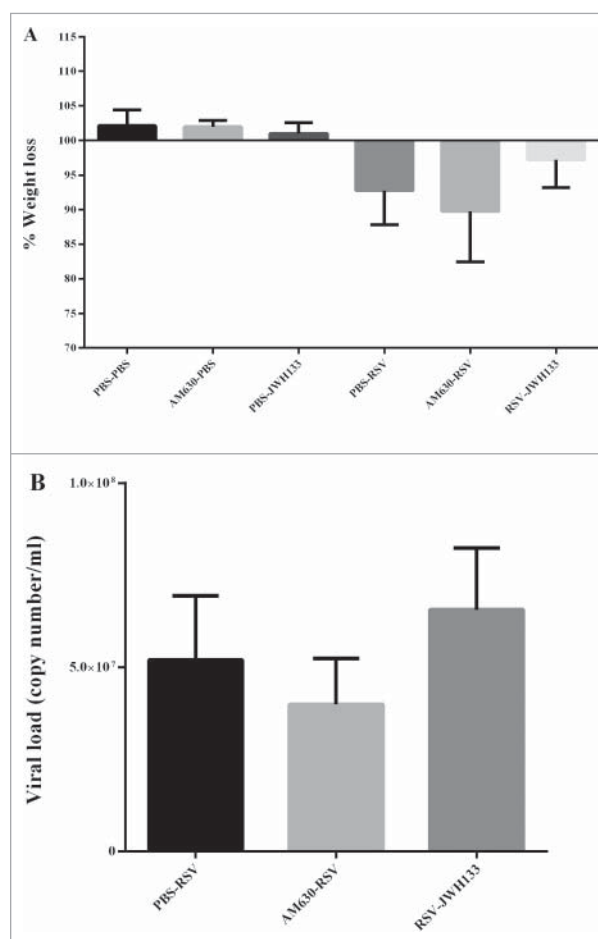 A
% Weight loss
115
110
105
100
95
90
85
80
75
70
PBS-PBS
AM630-PBS
PBS-JWH133
PBS-RSV
AM630-RSV
RSV-JWH133
B
Viral load (copy number/ml)
1.0×10⁸
5.0×10⁷
0
PBS-RSV
AM630-RSV
RSV-JWH133